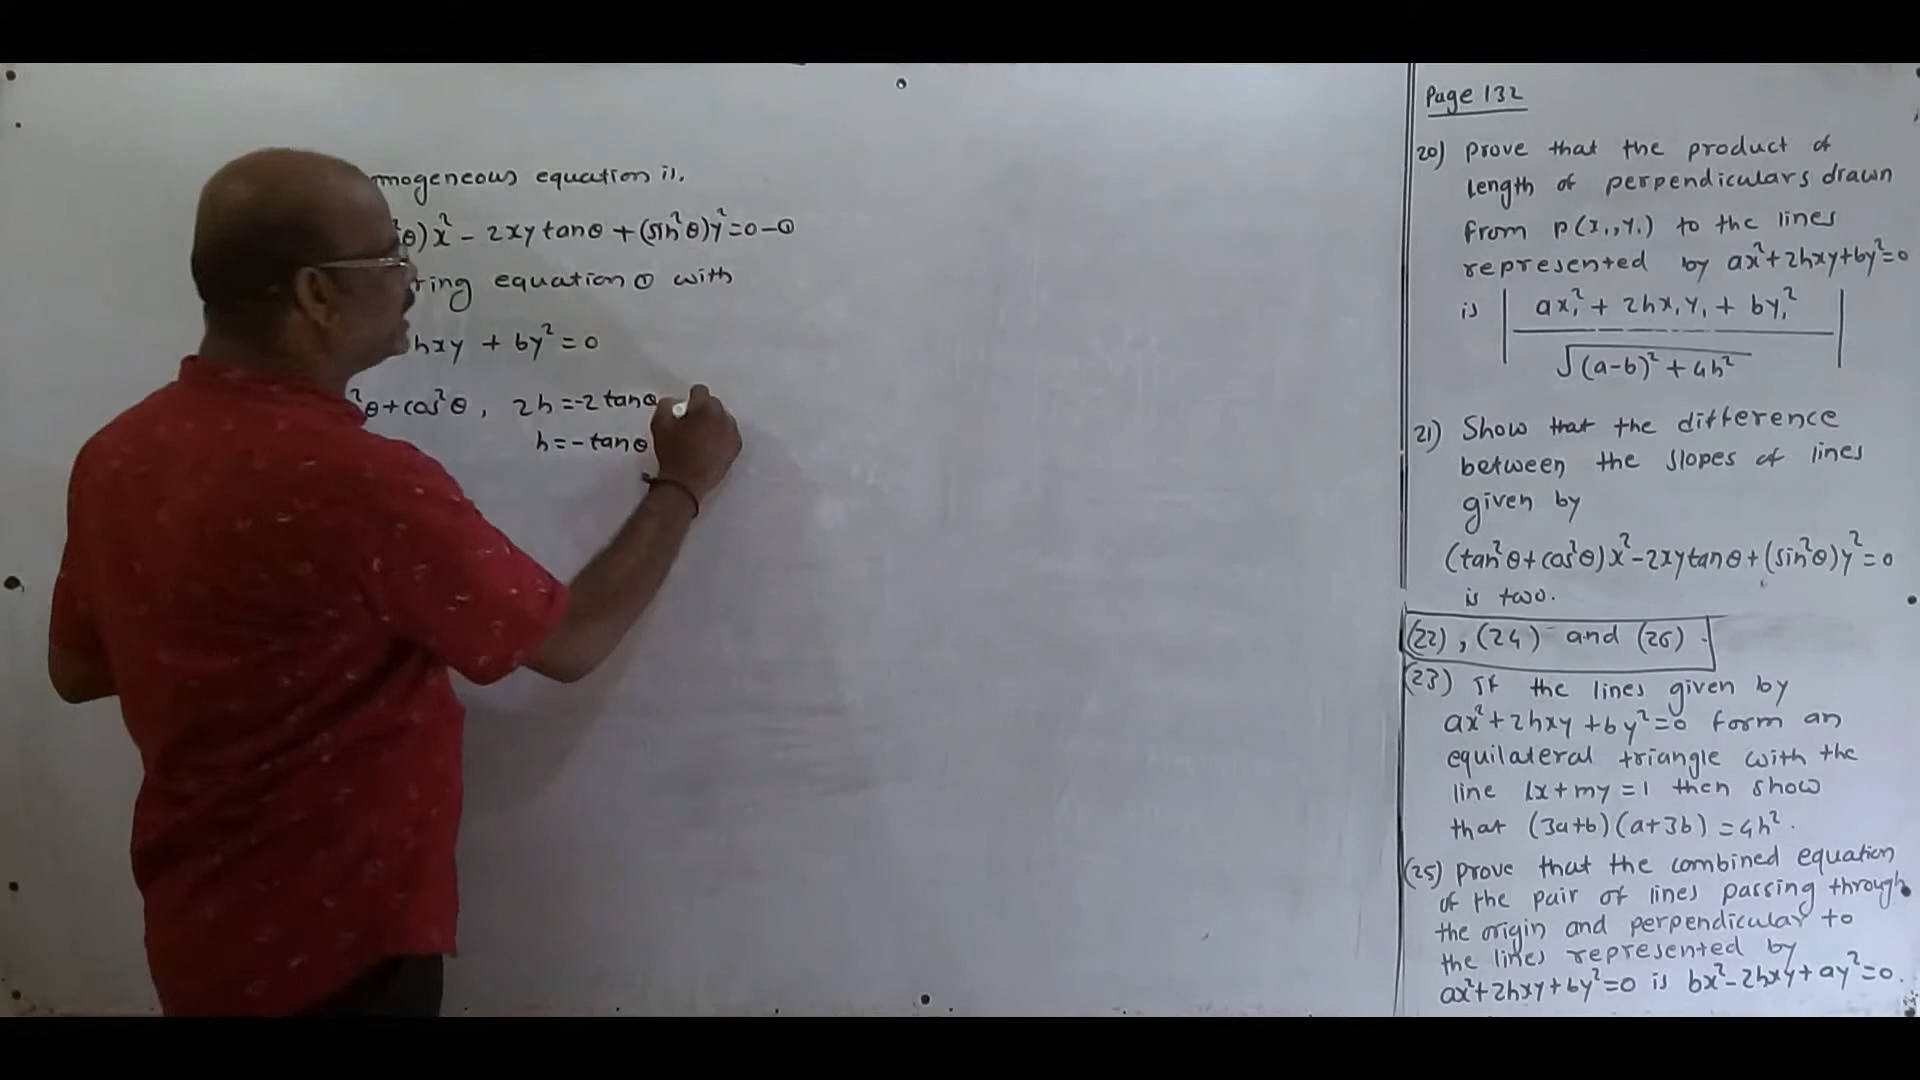 mogeneous equation is,
²θ)x² - 2xy tanθ + (sin²θ)y² = 0 - ①
ring equation ① with
hxy + by² = 0
²θ + cos²θ, 2h = -2 tanθ
h = - tanθ
Page 132
20) prove that the product of
length of perpendiculars drawn
from p(x₁, y₁) to the lines
represented by ax² + 2hxy + by² = 0
is | ax₁² + 2hx₁y₁ + by₁² |
√(a-b)² + 4h²
21) Show that the difference
between the slopes of lines
given by
(tan²θ + cos²θ)x² - 2xy tanθ + (sin²θ)y² = 0
is two.
(22), (24) and (26).
(23) If the lines given by
ax² + 2hxy + by² = 0 form an
equilateral triangle with the
line lx + my = 1 then show
that (3a+b)(a+3b) = 4h².
(25) prove that the combined equation
of the pair of lines passing through
the origin and perpendicular to
the lines represented by
ax² + 2hxy + by² = 0 is bx² - 2hxy + ay² = 0.